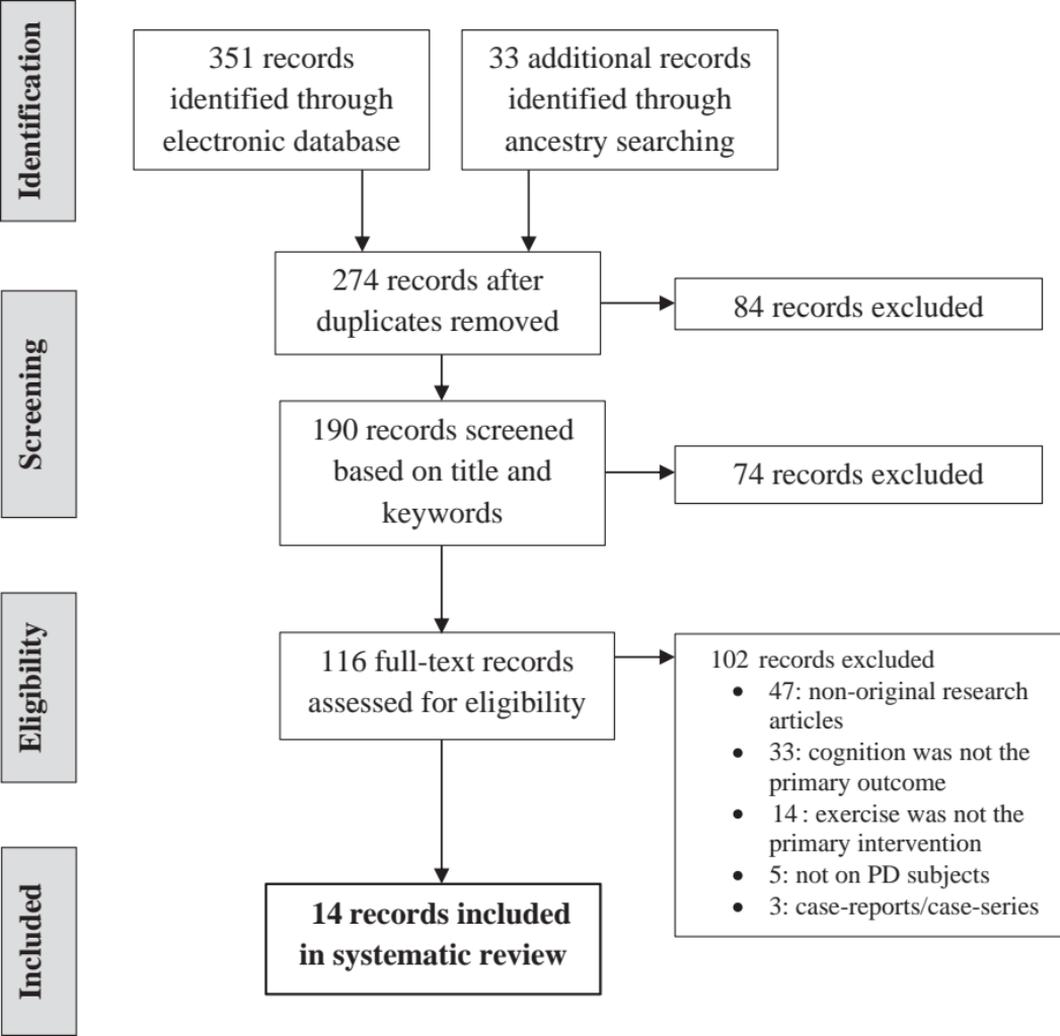 Identification
351 records
identified through
electronic database
33 additional records
identified through
ancestry searching
Screening
274 records after
duplicates removed
84 records excluded
190 records screened
based on title and
keywords
74 records excluded
Eligibility
116 full-text records
assessed for eligibility
102 records excluded
• 47: non-original research
articles
• 33: cognition was not the
primary outcome
• 14: exercise was not the
primary intervention
• 5: not on PD subjects
• 3: case-reports/case-series
Included
14 records included
in systematic review